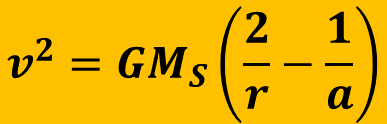 v² = GM_S (2/r − 1/a)